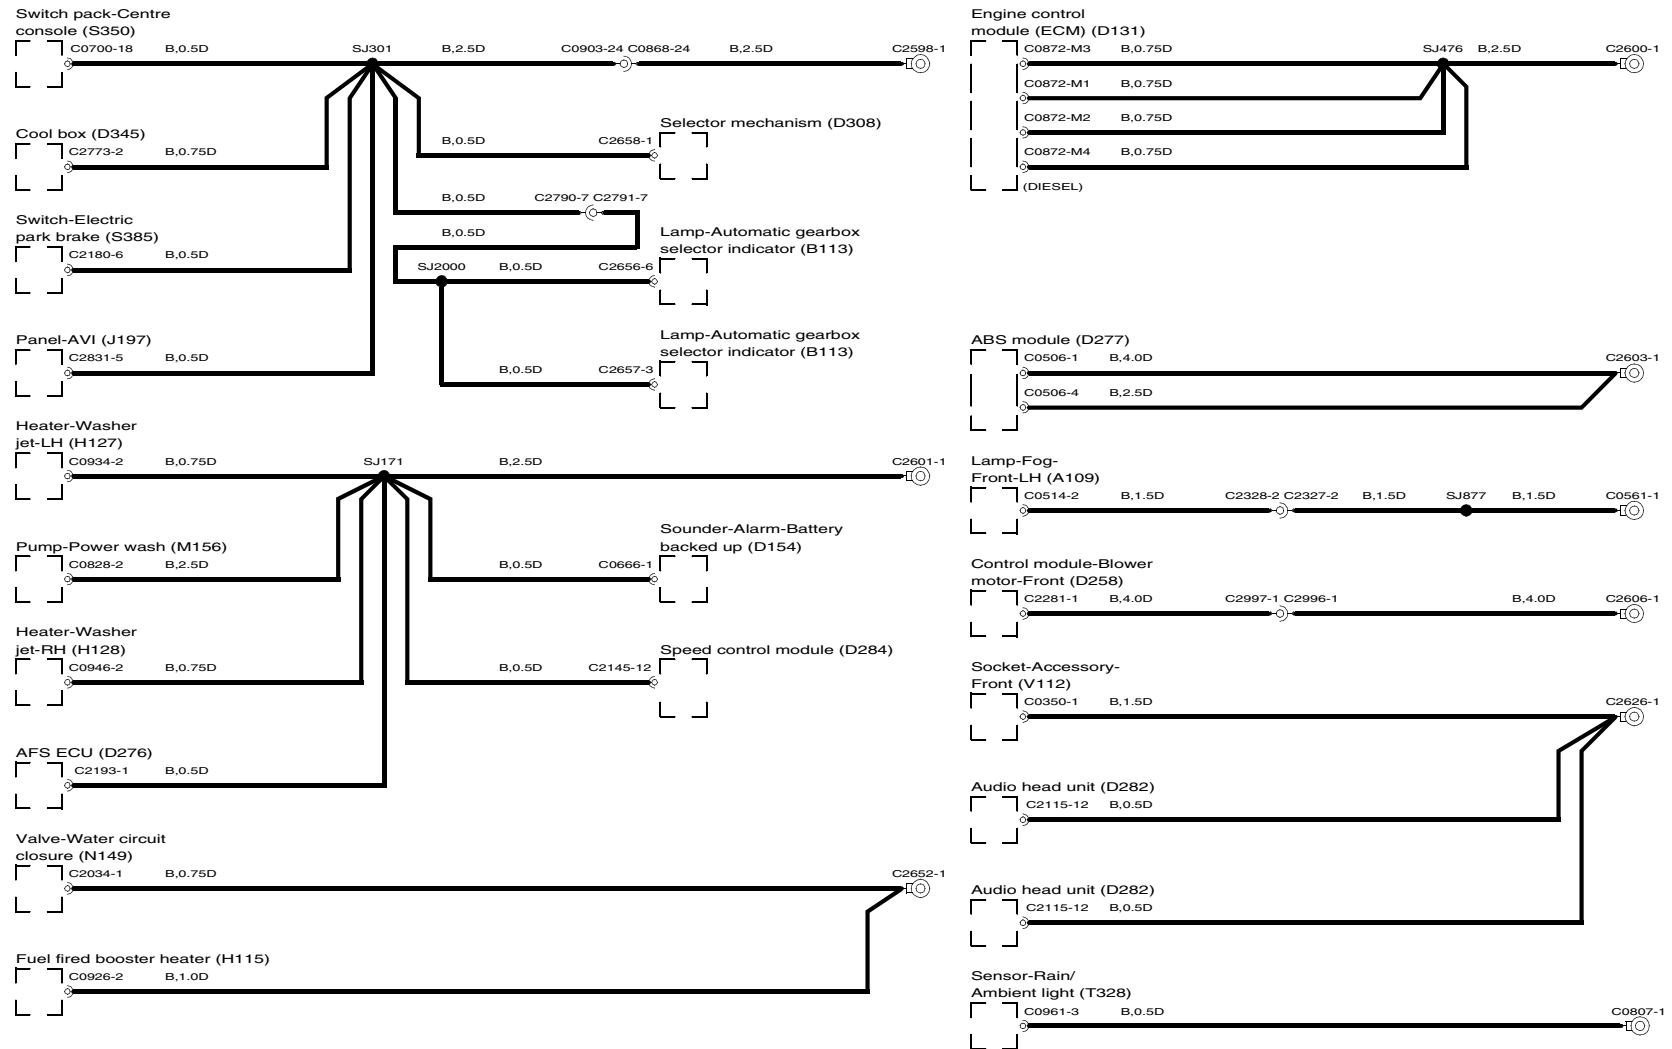 Switch pack-Centre
console (S350)
C0700-18 B,0.5D SJ301 B,2.5D C0903-24 C0868-24 B,2.5D C2598-1
Cool box (D345)
C2773-2 B,0.75D
Selector mechanism (D308)
B,0.5D C2658-1
B,0.5D C2790-7 C2791-7
Switch-Electric
park brake (S385)
C2180-6 B,0.5D
B,0.5D
Lamp-Automatic gearbox
selector indicator (B113)
SJ2000 B,0.5D C2656-6
Panel-AVI (J197)
C2831-5 B,0.5D
Lamp-Automatic gearbox
selector indicator (B113)
B,0.5D C2657-3
Heater-Washer
jet-LH (H127)
C0934-2 B,0.75D SJ171 B,2.5D C2601-1
Pump-Power wash (M156)
C0828-2 B,2.5D
Sounder-Alarm-Battery
backed up (D154)
B,0.5D C0666-1
Heater-Washer
jet-RH (H128)
C0946-2 B,0.75D
Speed control module (D284)
B,0.5D C2145-12
AFS ECU (D276)
C2193-1 B,0.5D
Valve-Water circuit
closure (N149)
C2034-1 B,0.75D C2652-1
Fuel fired booster heater (H115)
C0926-2 B,1.0D
Engine control
module (ECM) (D131)
C0872-M3 B,0.75D SJ476 B,2.5D C2600-1
C0872-M1 B,0.75D
C0872-M2 B,0.75D
C0872-M4 B,0.75D
(DIESEL)
ABS module (D277)
C0506-1 B,4.0D C2603-1
C0506-4 B,2.5D
Lamp-Fog-
Front-LH (A109)
C0514-2 B,1.5D C2328-2 C2327-2 B,1.5D SJ877 B,1.5D C0561-1
Control module-Blower
motor-Front (D258)
C2281-1 B,4.0D C2997-1 C2996-1 B,4.0D C2606-1
Socket-Accessory-
Front (V112)
C0350-1 B,1.5D C2626-1
Audio head unit (D282)
C2115-12 B,0.5D
Audio head unit (D282)
C2115-12 B,0.5D
Sensor-Rain/
Ambient light (T328)
C0961-3 B,0.5D C0807-1